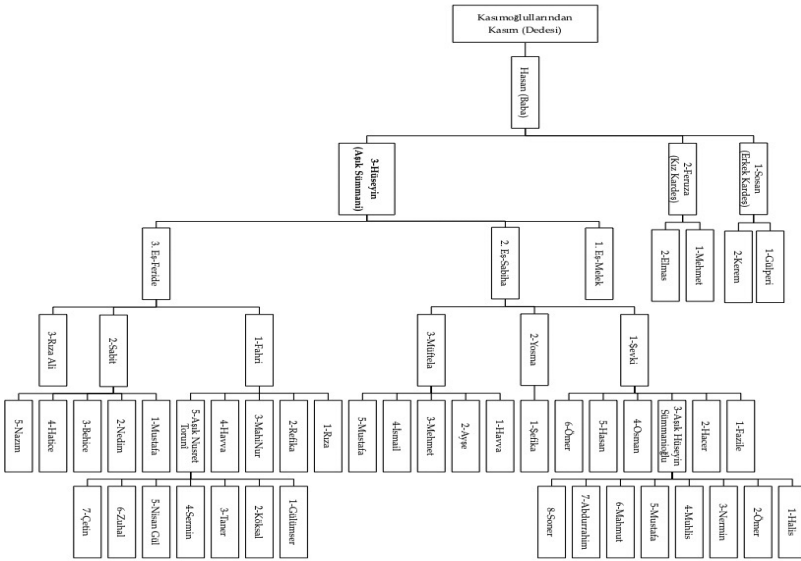 Kasımoğlullarından
Kasım (Dedesi)
Hasan (Baba)
1-Sosan
(Erkek Kardeş)
2-Feruza
(Kız Kardeş)
3-Hüseyin
(Aşık Sümmani)
1-Gülperi
2-Kerem
1-Mehmet
2-Elmas
1. Eş-Melek
2. Eş-Sabiha
3. Eş-Feride
1-Şevki
2-Yosma
3-Müftela
1-Fahri
2-Sabit
3-Rıza Ali
1-Fazile
2-Hacer
3-Aşık Hüseyin
Sümmanioğlu
4-Osman
5-Hasan
6-Ömer
1-Şefika
1-Havva
2-Ayşe
3-Mehmet
4-İsmail
5-Mustafa
1-Rıza
2-Refika
3-MahiNur
4-Havva
5-Aşık Nusret
Torunî
1-Mustafa
2-Nedim
3-Behice
4-Hatice
5-Nazım
1-Halis
2-Ömer
3-Nermin
4-Muhlis
5-Mustafa
6-Mahmut
7-Abdurrahim
8-Soner
1-Gülümser
2-Köksal
3-Taner
4-Sermin
5-Nisan Gül
6-Zuhal
7-Çetin